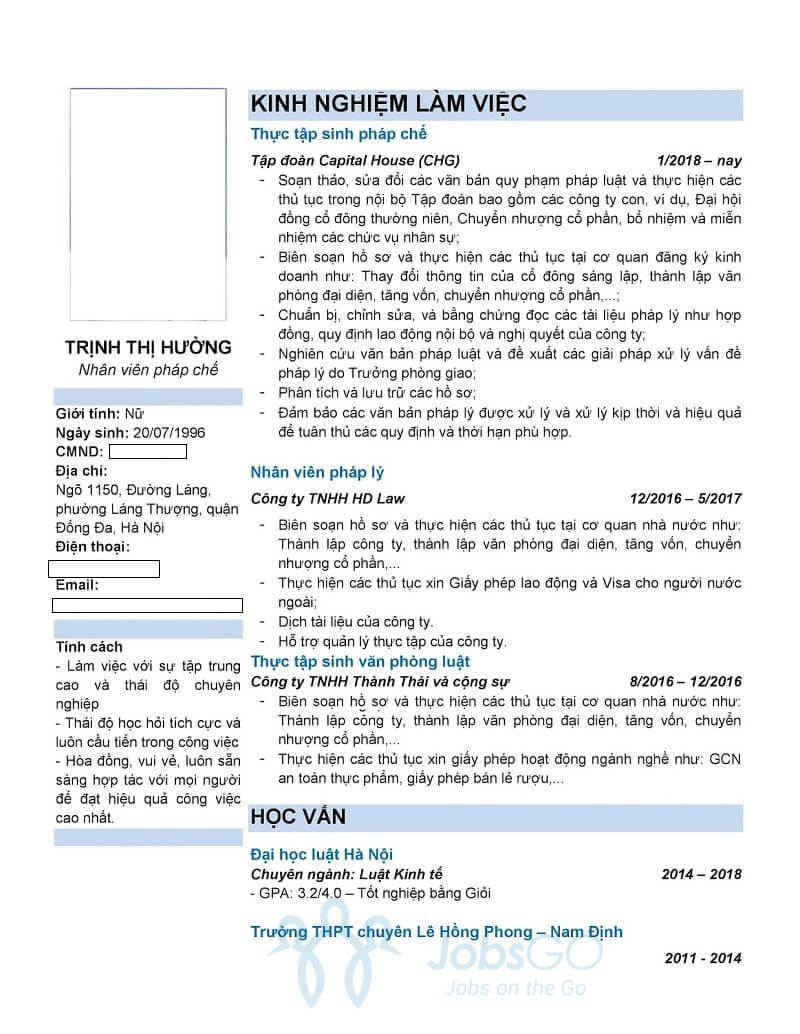 TRỊNH THỊ HƯỜNG
Nhân viên pháp chế
Giới tính: Nữ
Ngày sinh: 20/07/1996
CMND:
Địa chỉ:
Ngõ 1150, Đường Láng,
phường Láng Thượng, quận
Đống Đa, Hà Nội
Điện thoại:
Email:
Tính cách
- Làm việc với sự tập trung
cao và thái độ chuyên
nghiệp
- Thái độ học hỏi tích cực và
luôn cầu tiến trong công việc
- Hòa đồng, vui vẻ, luôn sẵn
sàng hợp tác với mọi người
để đạt hiệu quả công việc
cao nhất.
KINH NGHIỆM LÀM VIỆC
Thực tập sinh pháp chế
Tập đoàn Capital House (CHG) 1/2018 – nay
- Soạn thảo, sửa đổi các văn bản quy phạm pháp luật và thực hiện các
thủ tục trong nội bộ Tập đoàn bao gồm các công ty con, ví dụ, Đại hội
đồng cổ đông thường niên, Chuyển nhượng cổ phần, bổ nhiệm và miễn
nhiệm các chức vụ nhân sự;
- Biên soạn hồ sơ và thực hiện các thủ tục tại cơ quan đăng ký kinh
doanh như: Thay đổi thông tin của cổ đông sáng lập, thành lập văn
phòng đại diện, tăng vốn, chuyển nhượng cổ phần,...;
- Chuẩn bị, chỉnh sửa, và bằng chứng đọc các tài liệu pháp lý như hợp
đồng, quy định lao động nội bộ và nghị quyết của công ty;
- Nghiên cứu văn bản pháp luật và đề xuất các giải pháp xử lý vấn đề
pháp lý do Trưởng phòng giao;
- Phân tích và lưu trữ các hồ sơ;
- Đảm bảo các văn bản pháp lý được xử lý và xử kịp thời và hiệu quả
để tuân thủ các quy định và thời hạn phù hợp.
Nhân viên pháp lý
Công ty TNHH HD Law 12/2016 – 5/2017
- Biên soạn hồ sơ và thực hiện các thủ tục tại cơ quan nhà nước như:
Thành lập công ty, thành lập văn phòng đại diện, tăng vốn, chuyển
nhượng cổ phần,...
- Thực hiện các thủ tục xin Giấy phép lao động và Visa cho người nước
ngoài;
- Dịch tài liệu của công ty.
- Hỗ trợ quản lý thực tập của công ty.
Thực tập sinh văn phòng luật
Công ty TNHH Thành Thái và cộng sự 8/2016 – 12/2016
- Biên soạn hồ sơ và thực hiện các thủ tục tại cơ quan nhà nước như:
Thành lập công ty, thành lập văn phòng đại diện, tăng vốn, chuyển
nhượng cổ phần,...
- Thực hiện các thủ tục xin giấy phép hoạt động ngành nghề như: GCN
an toàn thực phẩm, giấy phép bán lẻ rượu,...
HỌC VẤN
Đại học luật Hà Nội
Chuyên ngành: Luật Kinh tế 2014 – 2018
- GPA: 3.2/4.0 – Tốt nghiệp bằng Giỏi
Trường THPT chuyên Lê Hồng Phong – Nam Định
2011 - 2014
JobsGO
Jobs on the Go